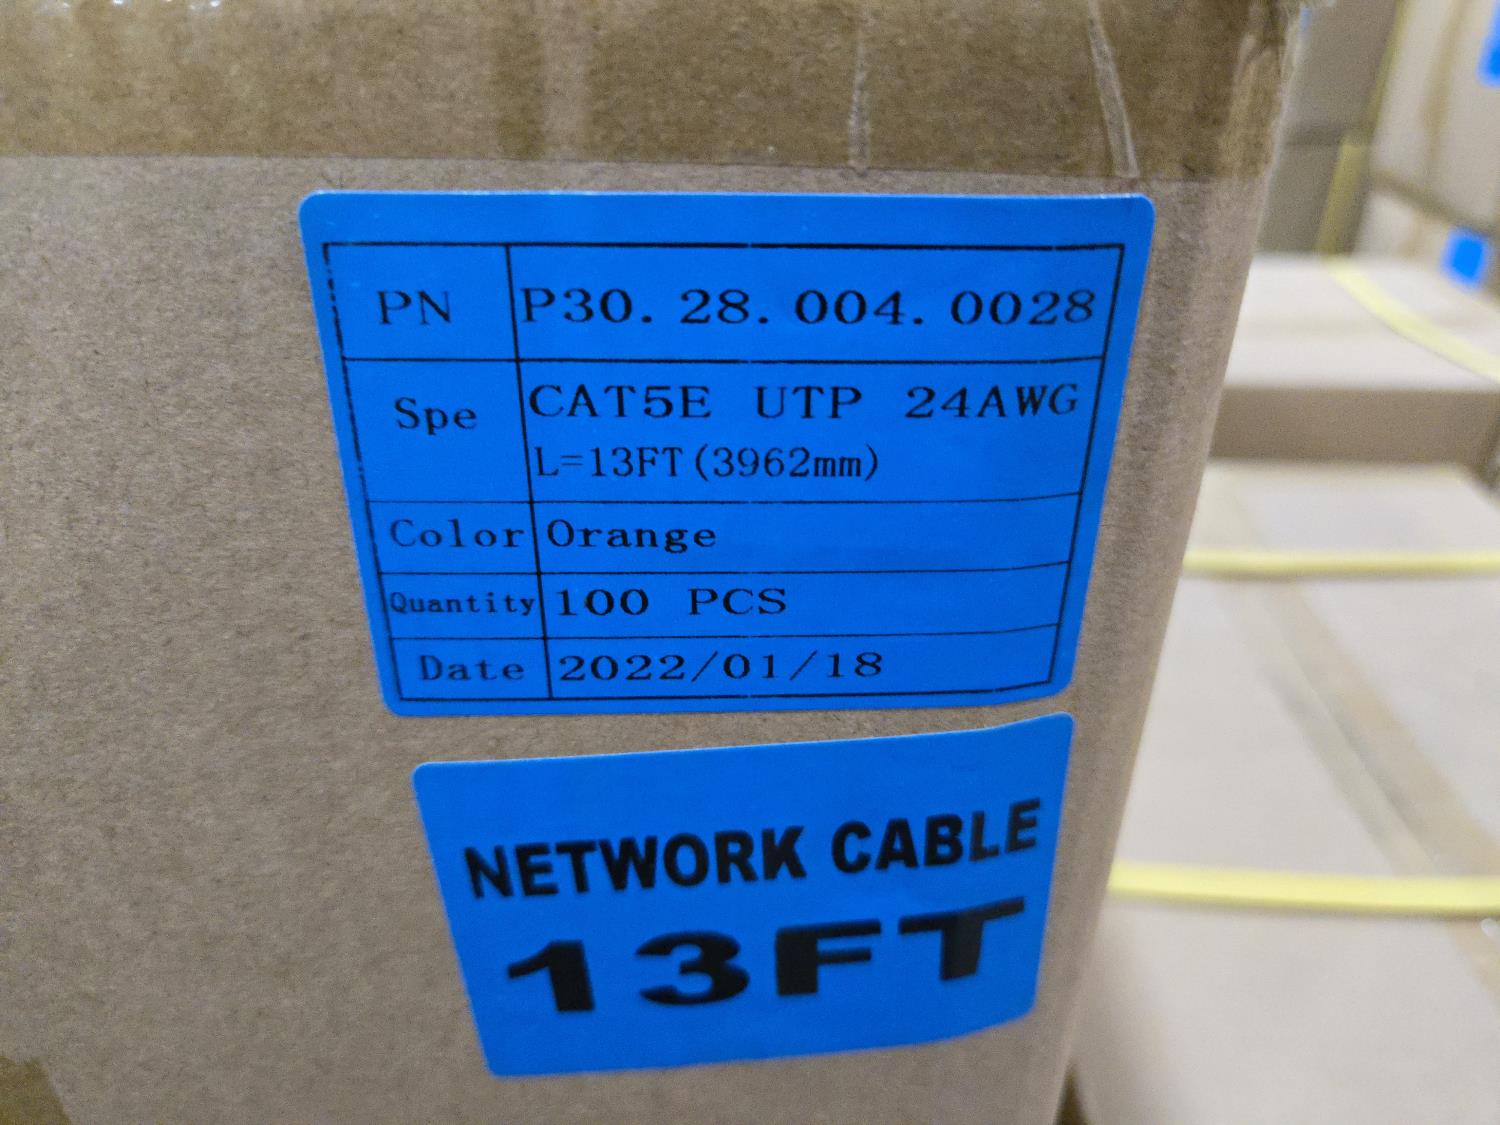 PN P30.28.004.0028
Spe CAT5E UTP 24AWG
L=13FT(3962mm)
Color Orange
Quantity 100 PCS
Date 2022/01/18
NETWORK CABLE
13FT